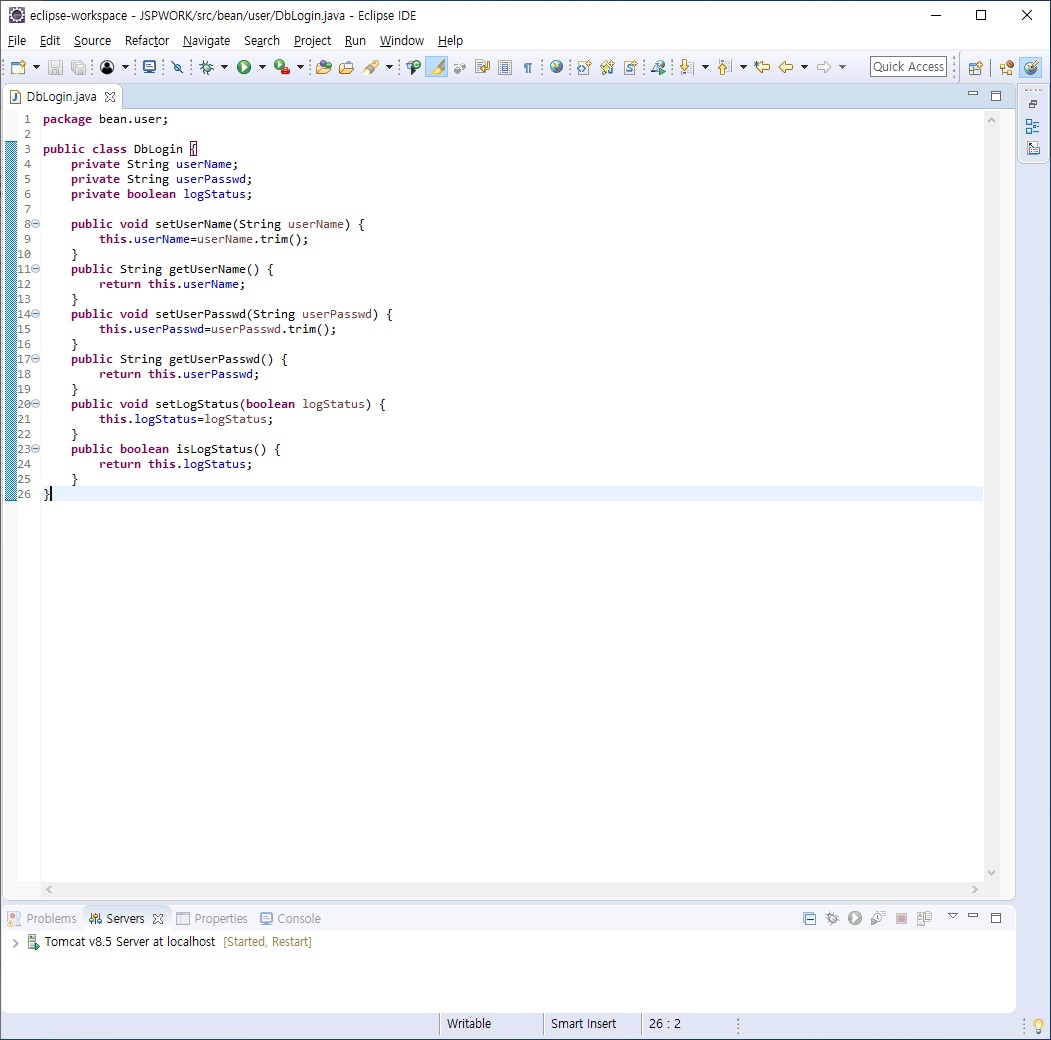 eclipse-workspace - JSPWORK/src/bean/user/DbLogin.java - Eclipse IDE
File Edit Source Refactor Navigate Search Project Run Window Help
Quick Access
DbLogin.java
1 package bean.user;
2
3 public class DbLogin {
4     private String userName;
5     private String userPasswd;
6     private boolean logStatus;
7
8     public void setUserName(String userName) {
9         this.userName=userName.trim();
10     }
11     public String getUserName() {
12         return this.userName;
13     }
14     public void setUserPasswd(String userPasswd) {
15         this.userPasswd=userPasswd.trim();
16     }
17     public String getUserPasswd() {
18         return this.userPasswd;
19     }
20     public void setLogStatus(boolean logStatus) {
21         this.logStatus=logStatus;
22     }
23     public boolean isLogStatus() {
24         return this.logStatus;
25     }
26 }
Problems Servers Properties Console
Tomcat v8.5 Server at localhost [Started, Restart]
Writable Smart Insert 26 : 2